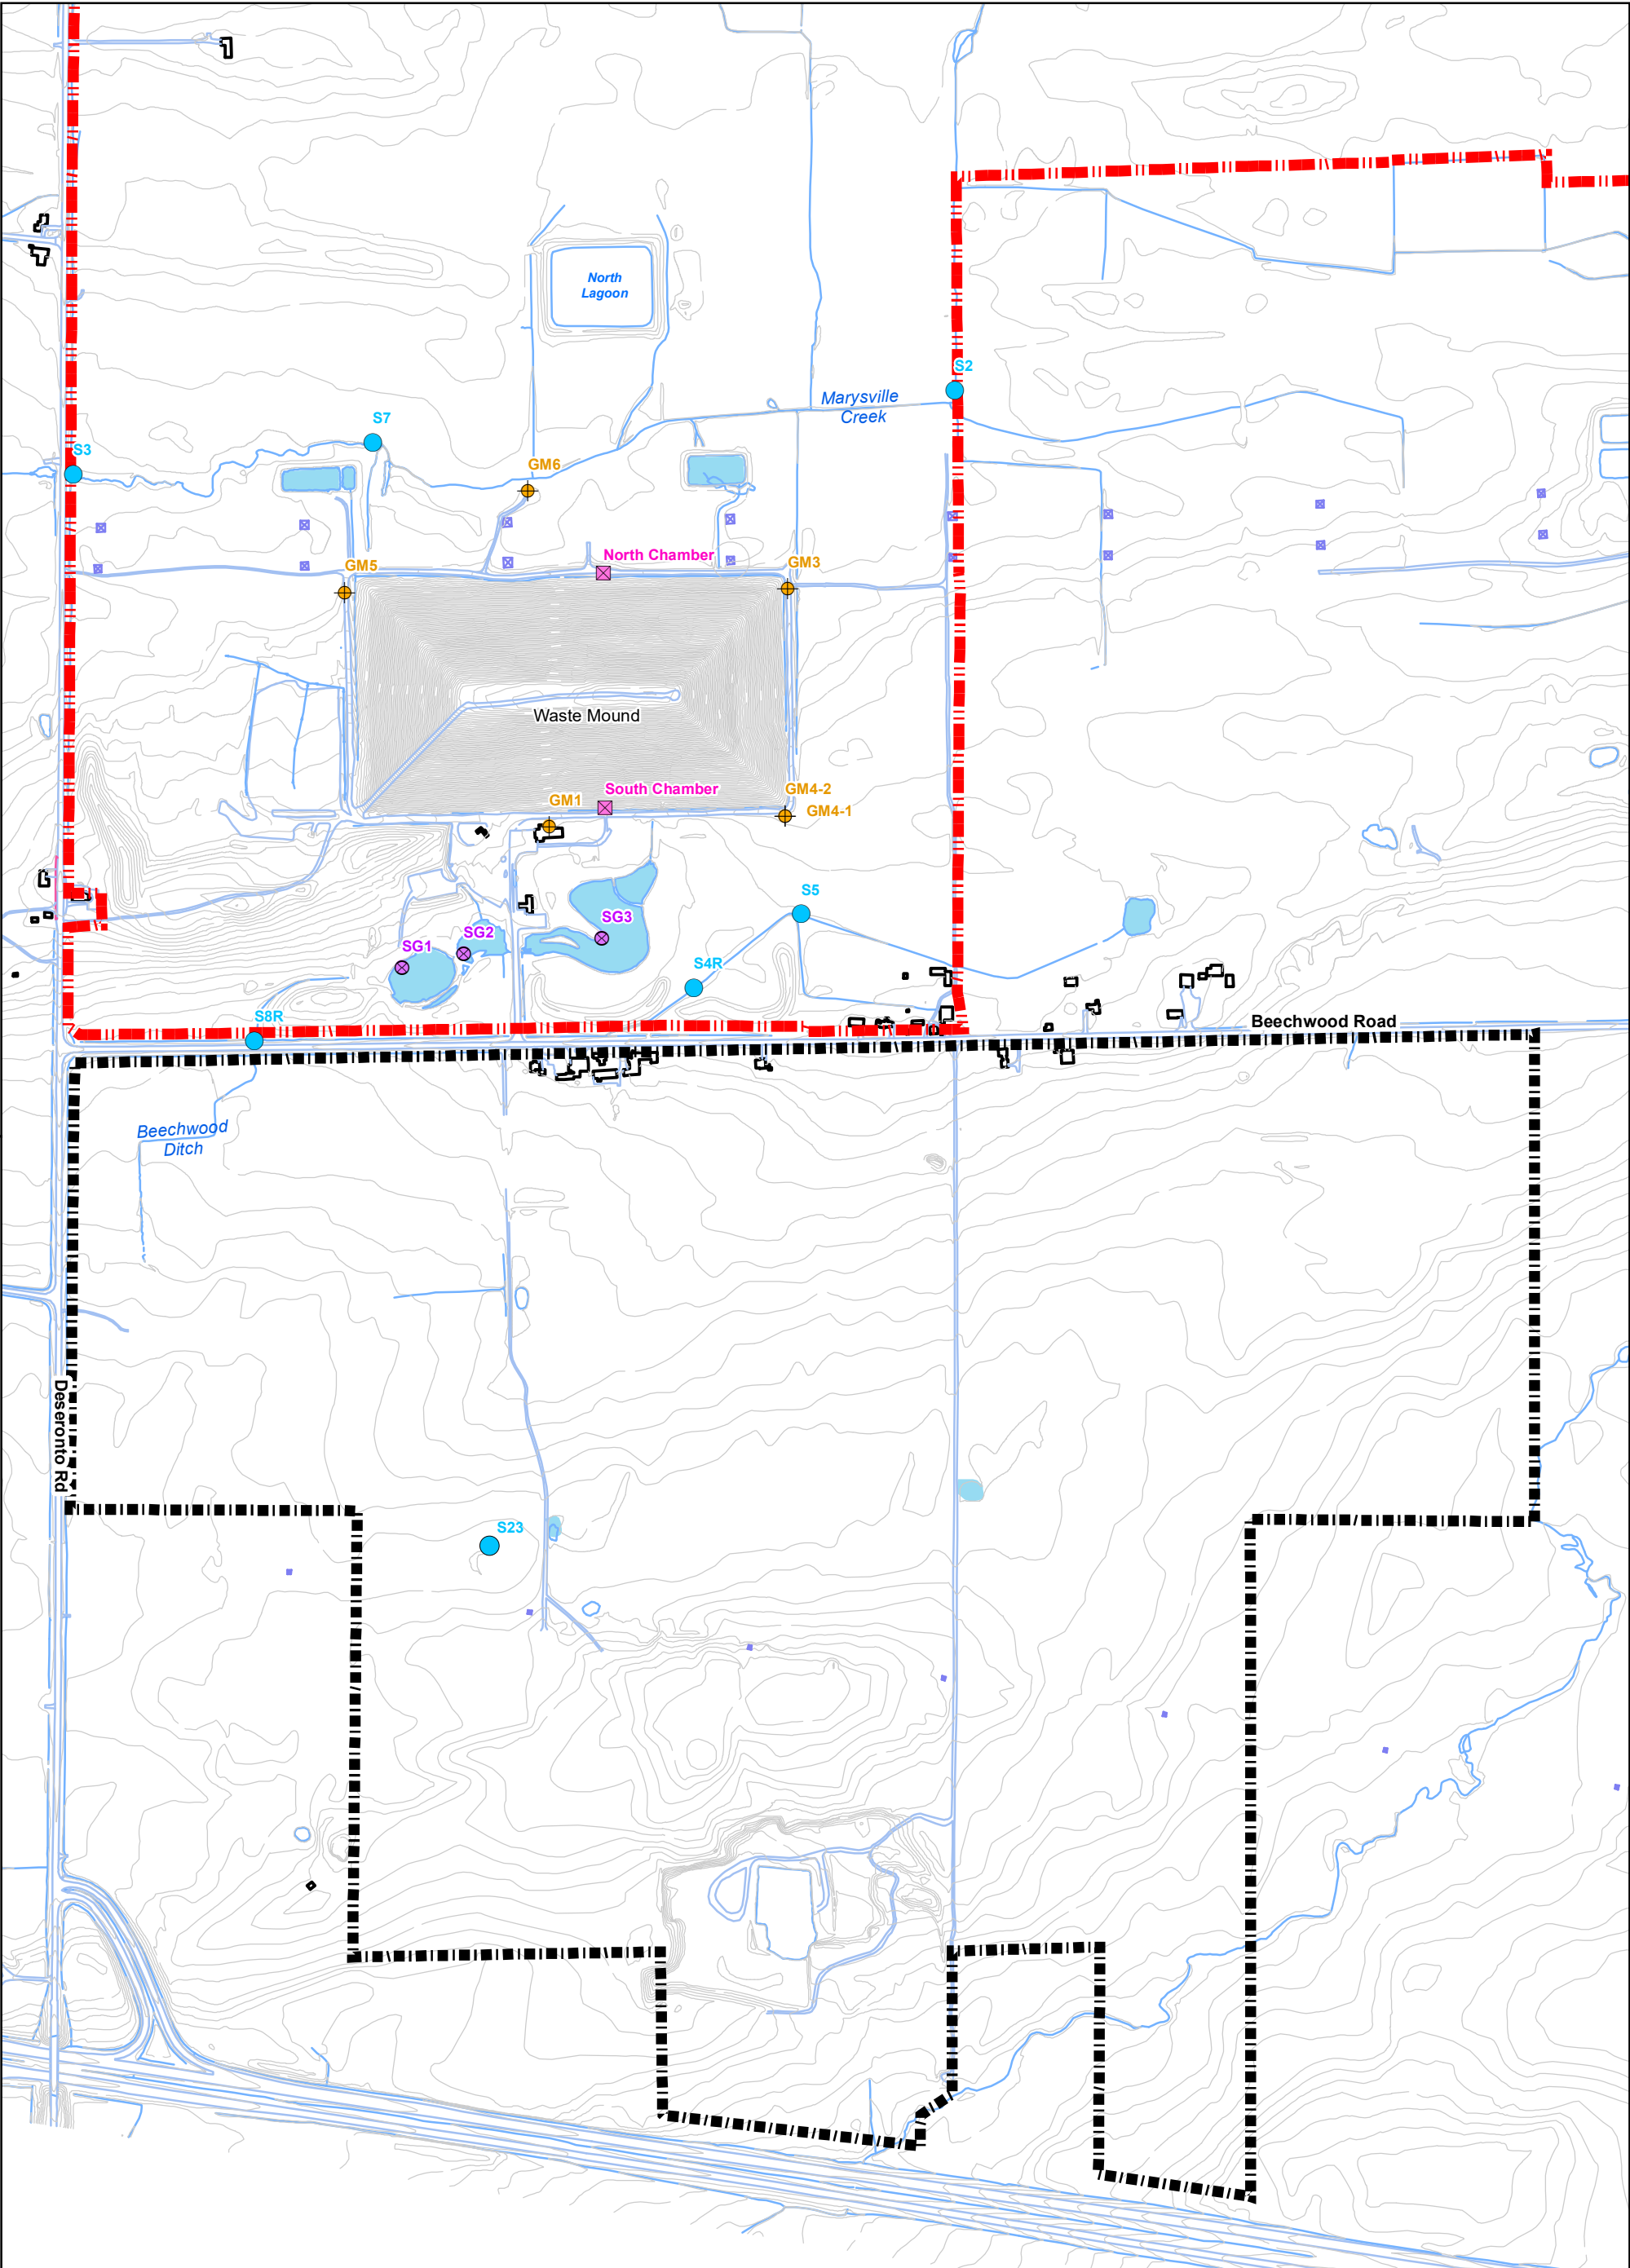 North
Lagoon
S2
Marysville
Creek
S7
S3
GM6
North Chamber
GM3
GM5
Waste Mound
South Chamber
GM4-2
GM1
GM4-1
S5
SG3
SG2
SG1
S4R
S8R
Beechwood Road
Beechwood
Ditch
Deseronto Rd
S23